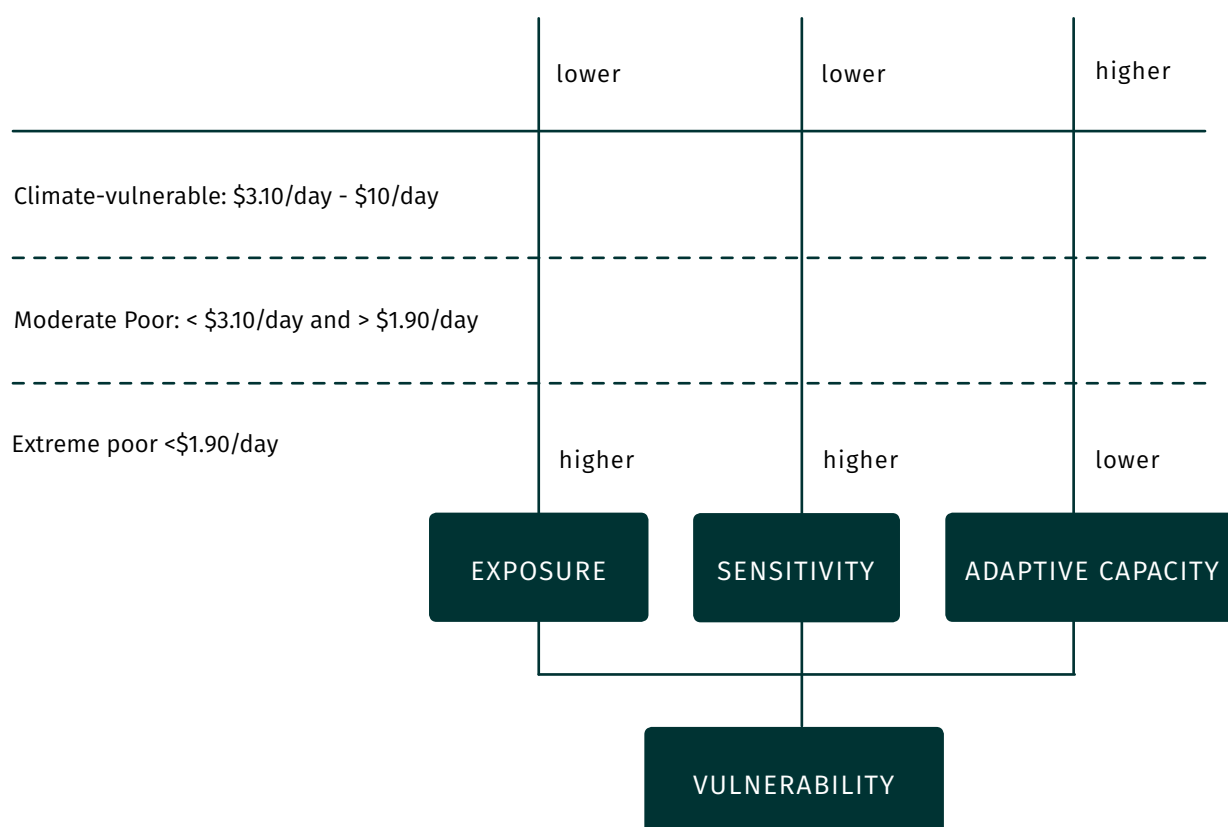 lower
lower
higher
Climate-vulnerable: $3.10/day - $10/day
Moderate Poor: < $3.10/day and > $1.90/day
Extreme poor <$1.90/day
higher
higher
lower
EXPOSURE
SENSITIVITY
ADAPTIVE CAPACITY
VULNERABILITY